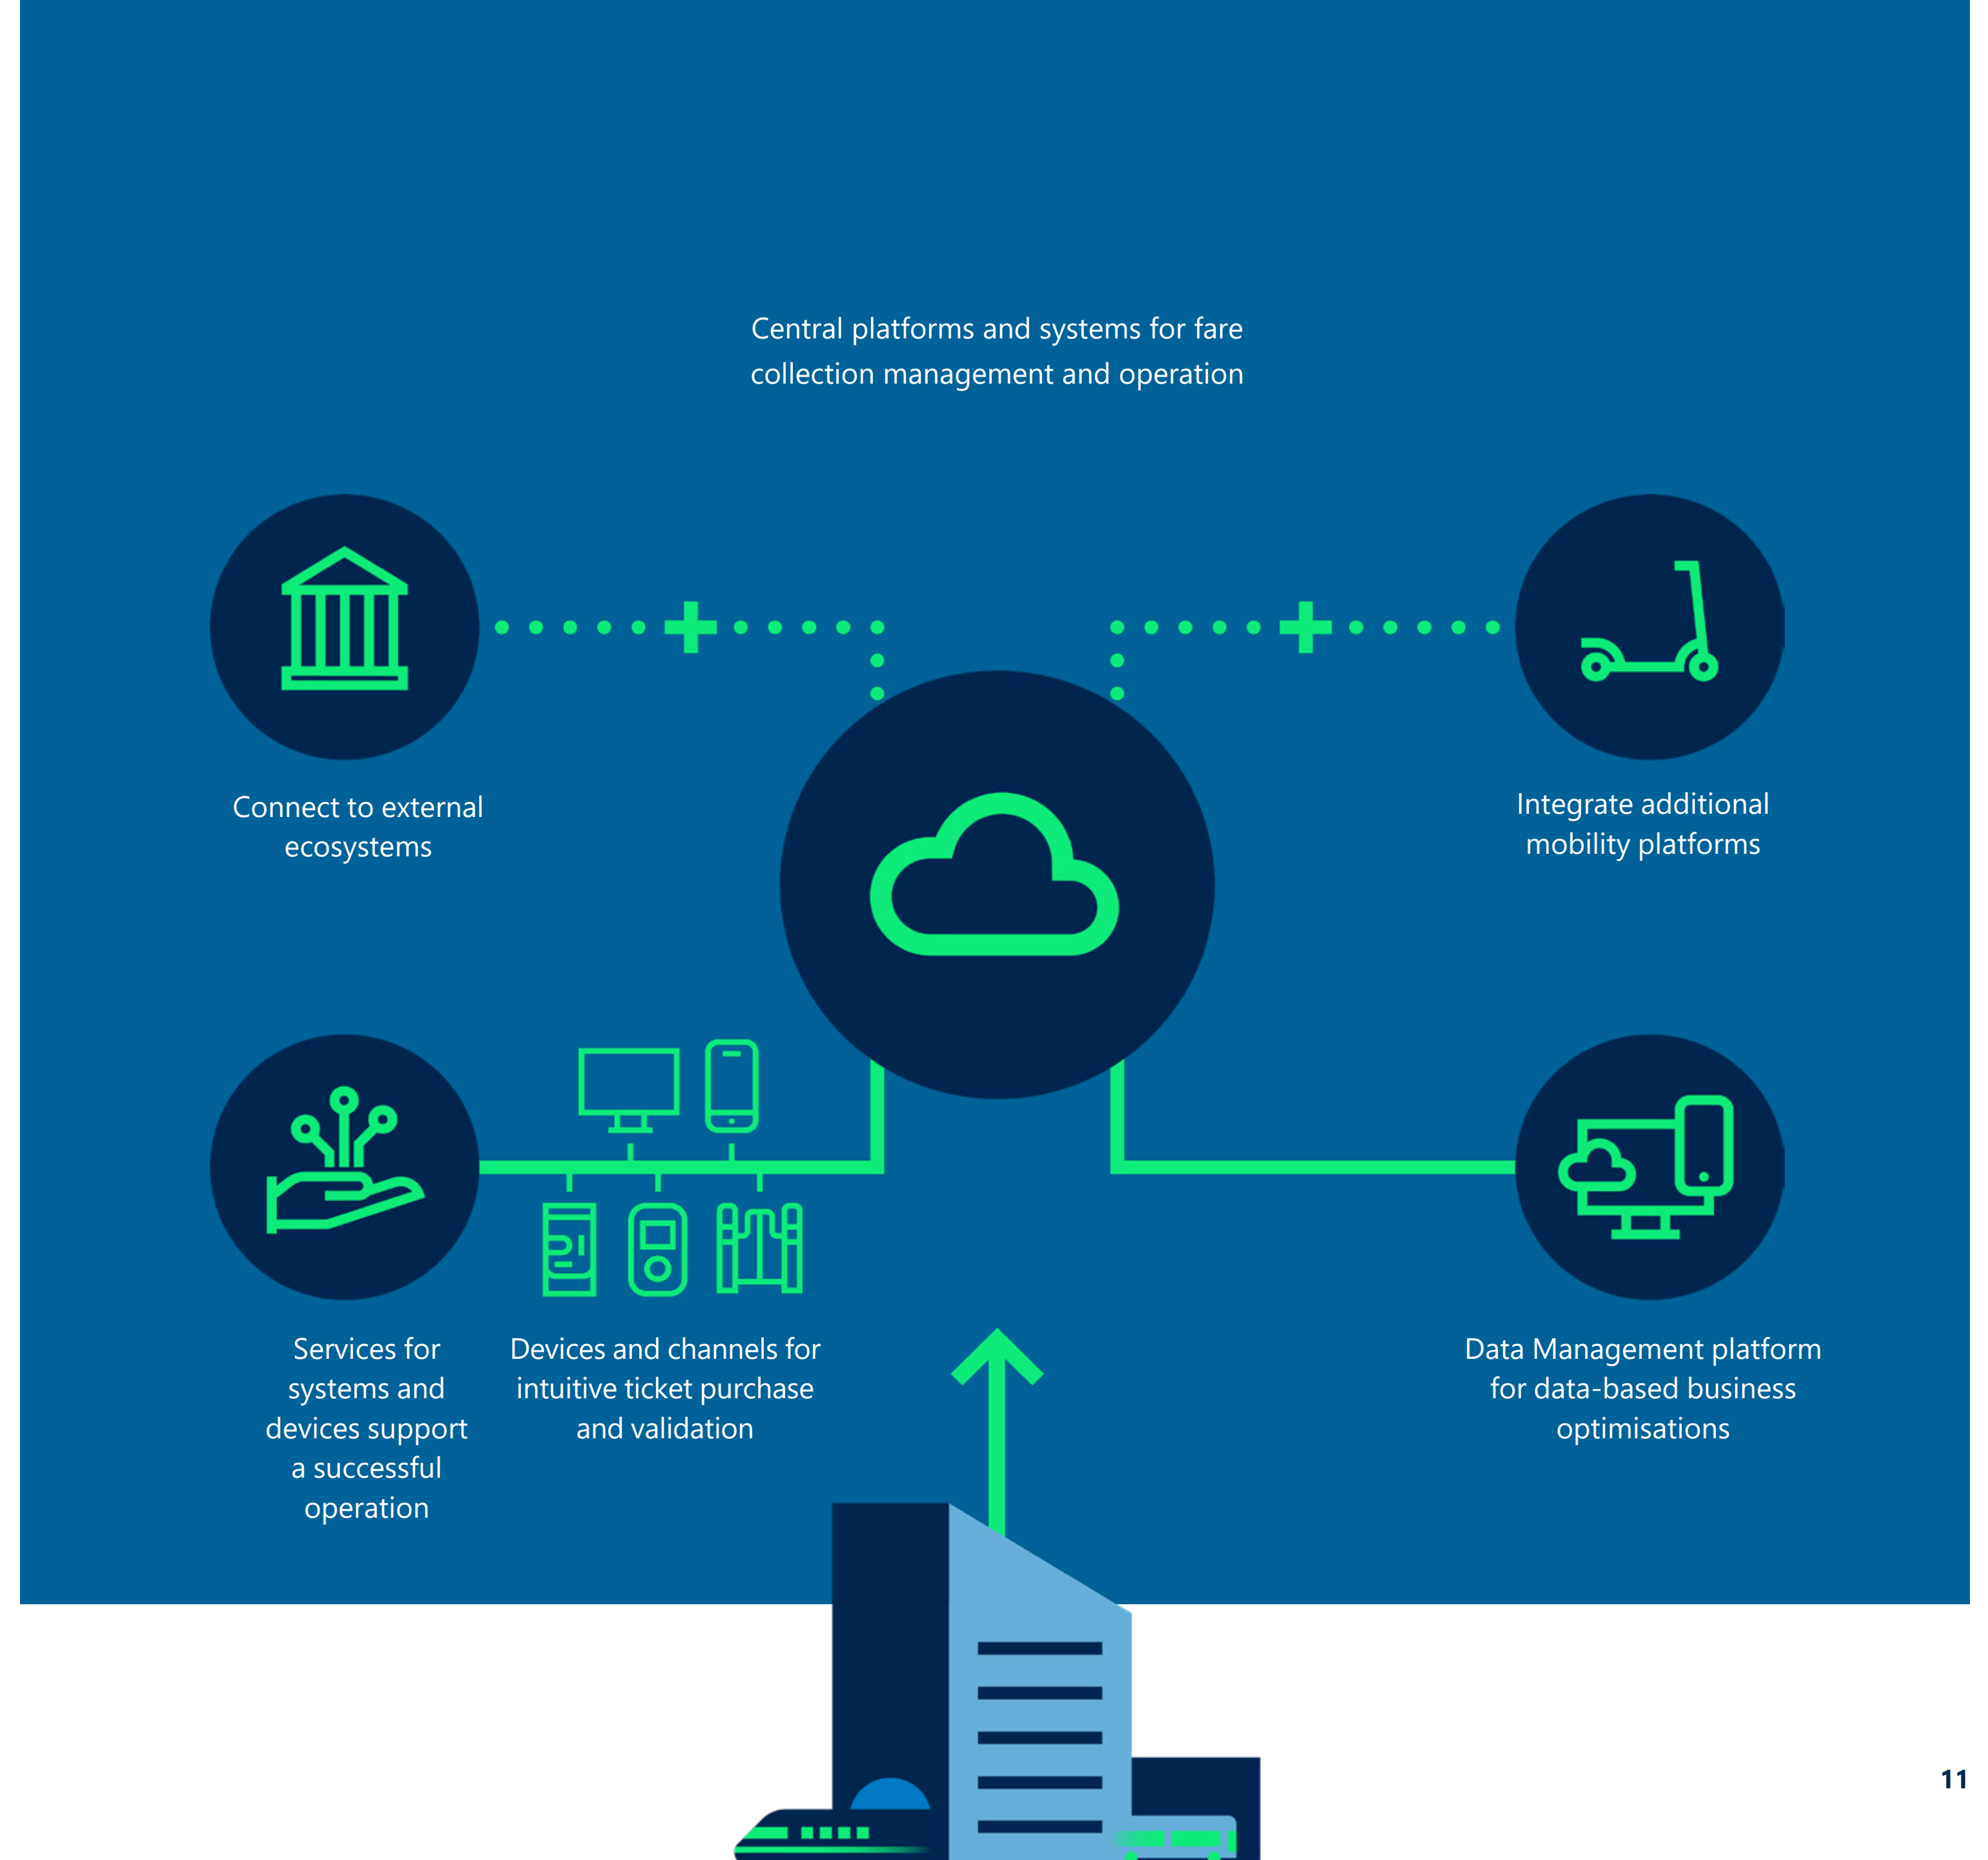 Central platforms and systems for fare
collection management and operation
Connect to external
ecosystems
Integrate additional
mobility platforms
Services for
systems and
devices support
a successful
operation
Devices and channels for
intuitive ticket purchase
and validation
Data Management platform
for data-based business
optimisations
11